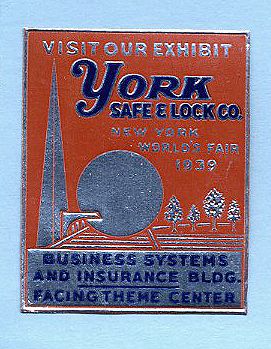 VISIT OUR EXHIBIT
YORK
SAFE & LOCK CO.
NEW YORK
WORLD'S FAIR
1939
BUSINESS SYSTEMS
AND INSURANCE BLDG.
FACING THEME CENTER